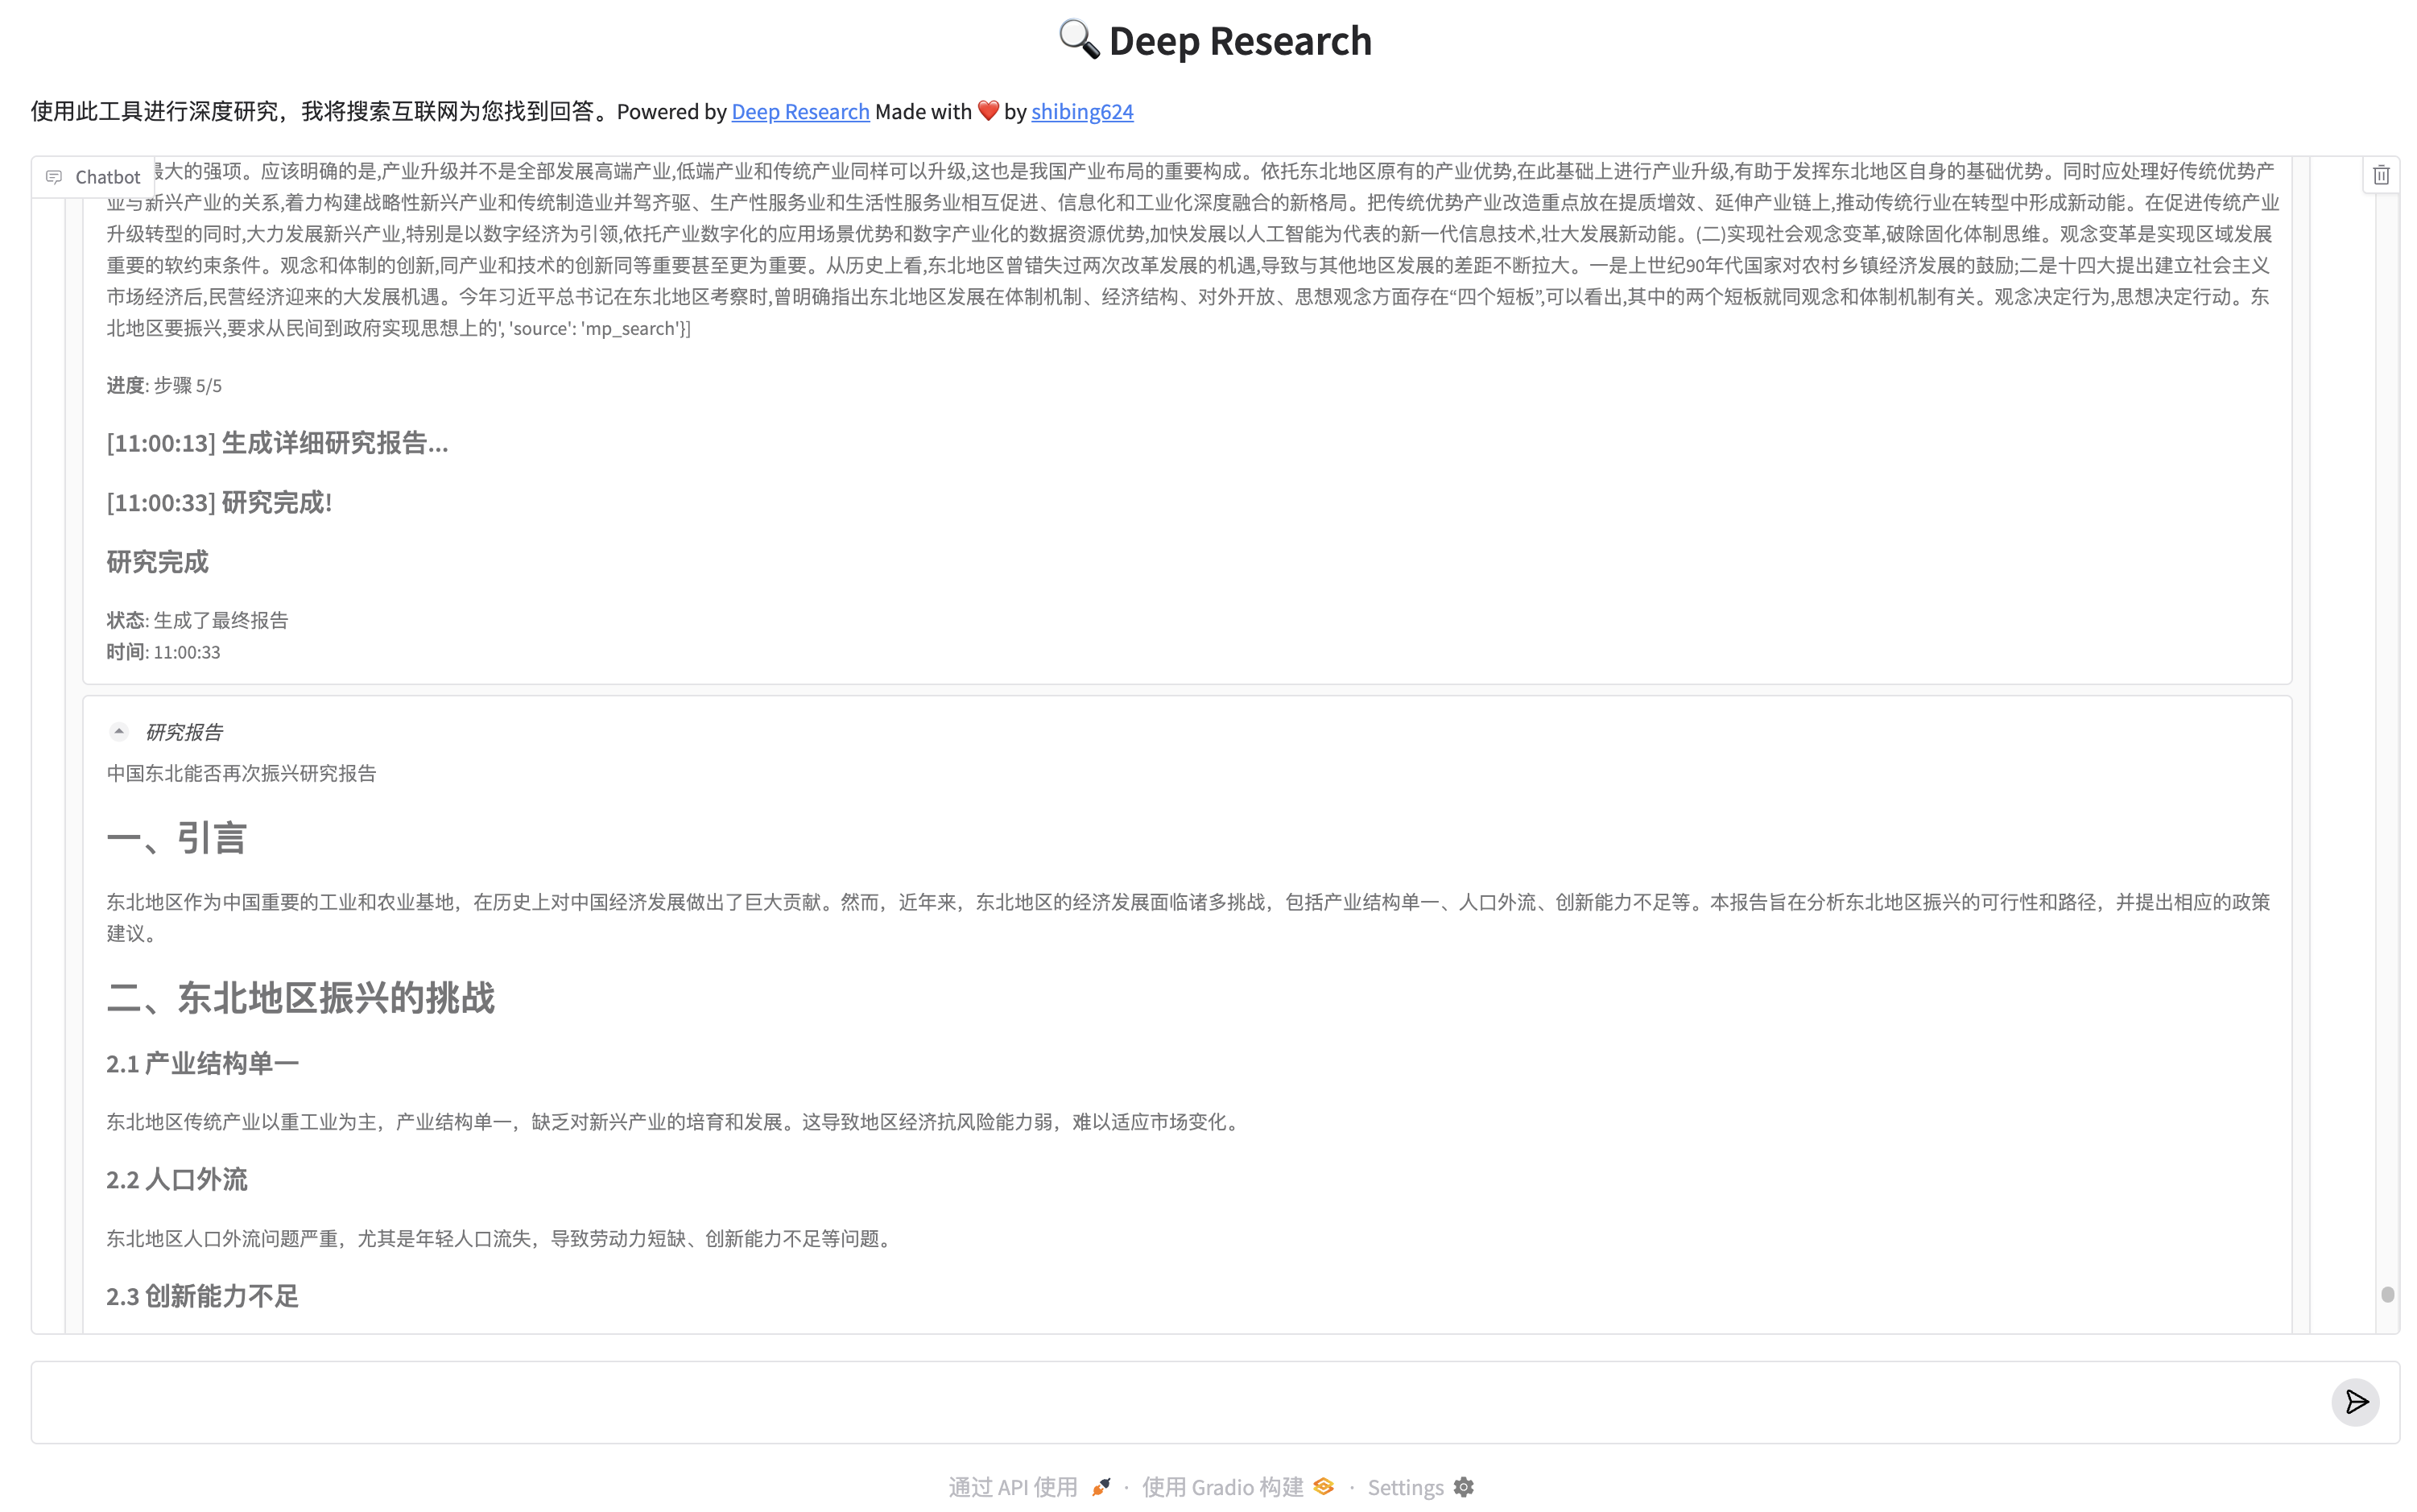 🔍 Deep Research
使用此工具进行深度研究，我将搜索互联网为您找到回答。Powered by Deep Research Made with ❤️ by shibing624
Chatbot
最大的强项。应该明确的是,产业升级并不是全部发展高端产业,低端产业和传统产业同样可以升级,这也是我国产业布局的重要构成。依托东北地区原有的产业优势,在此基础上进行产业升级,有助于发挥东北地区自身的基础优势。同时应处理好传统优势产
业与新兴产业的关系,着力构建战略性新兴产业和传统制造业并驾齐驱、生产性服务业和生活性服务业相互促进、信息化和工业化深度融合的新格局。把传统优势产业改造重点放在提质增效、延伸产业链上,推动传统行业在转型中形成新动能。在促进传统产业
升级转型的同时,大力发展新兴产业,特别是以数字经济为引领,依托产业数字化的应用场景优势和数字产业化的数据资源优势,加快发展以人工智能为代表的新一代信息技术,壮大发展新动能。(二)实现社会观念变革,破除固化体制思维。观念变革是实现区域发展
重要的软约束条件。观念和体制的创新,同产业和技术的创新同等重要甚至更为重要。从历史上看,东北地区曾错失过两次改革发展的机遇,导致与其他地区发展的差距不断拉大。一是上世纪90年代国家对农村乡镇经济发展的鼓励;二是十四大提出建立社会主义
市场经济后,民营经济迎来的大发展机遇。今年习近平总书记在东北地区考察时,曾明确指出东北地区发展在体制机制、经济结构、对外开放、思想观念方面存在“四个短板”,可以看出,其中的两个短板就同观念和体制机制有关。观念决定行为,思想决定行动。东
北地区要振兴,要求从民间到政府实现思想上的', 'source': 'mp_search'}]
进度: 步骤 5/5
[11:00:13] 生成详细研究报告...
[11:00:33] 研究完成!
研究完成
状态: 生成了最终报告
时间: 11:00:33
研究报告
中国东北能否再次振兴研究报告
一、引言
东北地区作为中国重要的工业和农业基地，在历史上对中国经济发展做出了巨大贡献。然而，近年来，东北地区的经济发展面临诸多挑战，包括产业结构单一、人口外流、创新能力不足等。本报告旨在分析东北地区振兴的可行性和路径，并提出相应的政策
建议。
二、东北地区振兴的挑战
2.1 产业结构单一
东北地区传统产业以重工业为主，产业结构单一，缺乏对新兴产业的培育和发展。这导致地区经济抗风险能力弱，难以适应市场变化。
2.2 人口外流
东北地区人口外流问题严重，尤其是年轻人口流失，导致劳动力短缺、创新能力不足等问题。
2.3 创新能力不足
通过 API 使用 · 使用 Gradio 构建 · Settings